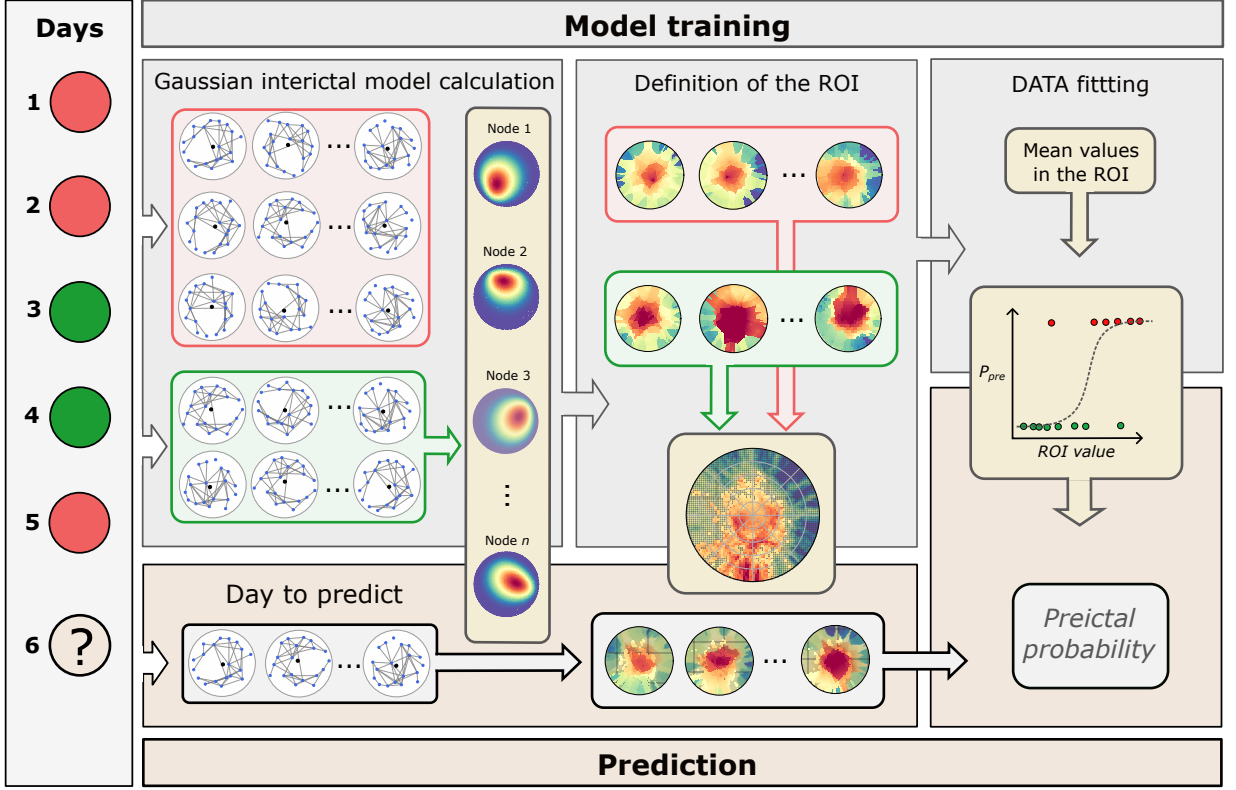 Days
1
2
3
4
5
6 ?
Model training
Gaussian interictal model calculation
Node 1
Node 2
Node 3
⋮
Node n
...
...
...
...
...
Definition of the ROI
...
...
DATA fittting
Mean values
in the ROI
Ppre
ROI value
Day to predict
...
...
Preictal
probability
Prediction